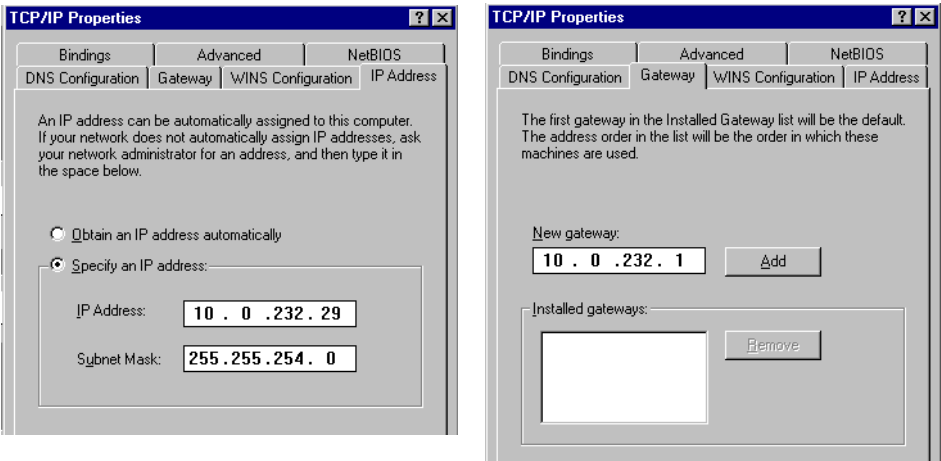 TCP/IP Properties
Bindings Advanced NetBIOS
DNS Configuration Gateway WINS Configuration IP Address
An IP address can be automatically assigned to this computer.
If your network does not automatically assign IP addresses, ask
your network administrator for an address, and then type it in
the space below.
Obtain an IP address automatically
Specify an IP address:
IP Address: 10 . 0 .232. 29
Subnet Mask: 255.255.254. 0
TCP/IP Properties
Bindings Advanced NetBIOS
DNS Configuration Gateway WINS Configuration IP Address
The first gateway in the Installed Gateway list will be the default.
The address order in the list will be the order in which these
machines are used.
New gateway:
10 . 0 .232. 1 Add
Installed gateways:
Remove